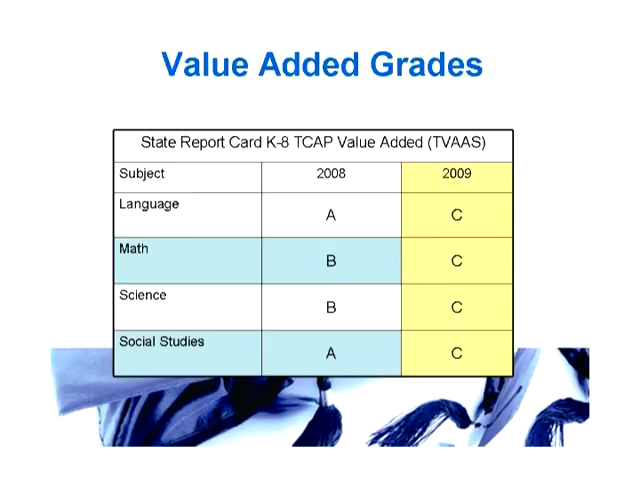 Value Added Grades
State Report Card K-8 TCAP Value Added (TVAAS)
Subject 2008 2009
Language A C
Math B C
Science B C
Social Studies A C